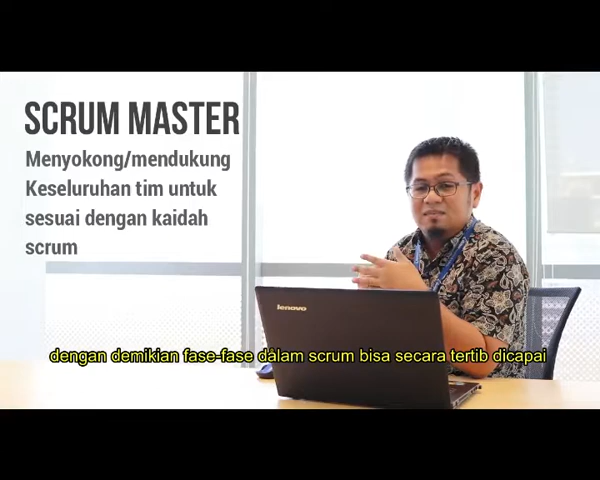 SCRUM MASTER
Menyokong/mendukung
Keseluruhan tim untuk
sesuai dengan kaidah
scrum
lenovo
dengan demikian fase-fase dalam scrum bisa secara tertib dicapai